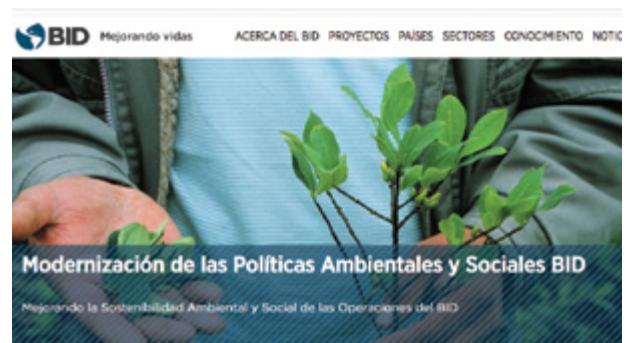 BID Mejorando vidas ACERCA DEL BID PROYECTOS PAÍSES SECTORES CONOCIMIENTO NOTIC
Modernización de las Políticas Ambientales y Sociales BID
Mejorando la Sostenibilidad Ambiental y Social de las Operaciones del BID